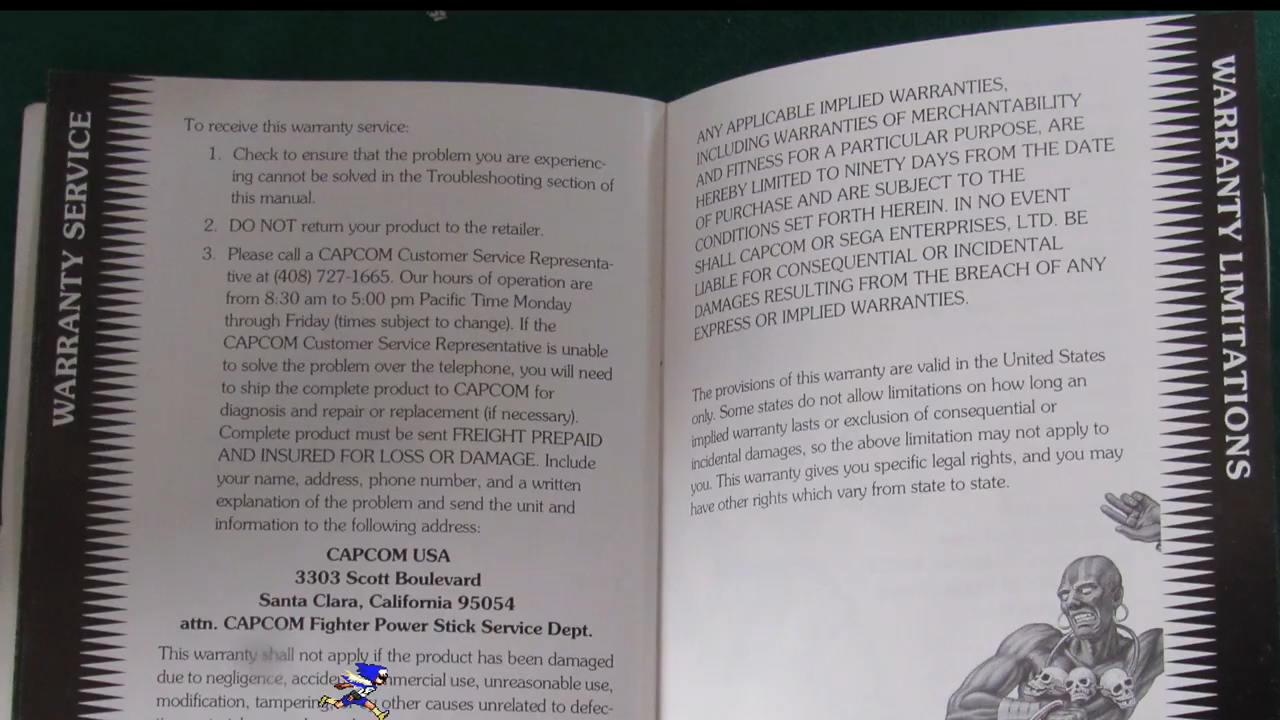 WARRANTY SERVICE
To receive this warranty service:
1. Check to ensure that the problem you are experienc-
ing cannot be solved in the Troubleshooting section of
this manual.
2. DO NOT return your product to the retailer.
3. Please call a CAPCOM Customer Service Representa-
tive at (408) 727-1665. Our hours of operation are
from 8:30 am to 5:00 pm Pacific Time Monday
through Friday (times subject to change). If the
CAPCOM Customer Service Representative is unable
to solve the problem over the telephone, you will need
to ship the complete product to CAPCOM for
diagnosis and repair or replacement (if necessary).
Complete product must be sent FREIGHT PREPAID
AND INSURED FOR LOSS OR DAMAGE. Include
your name, address, phone number, and a written
explanation of the problem and send the unit and
information to the following address:
CAPCOM USA
3303 Scott Boulevard
Santa Clara, California 95054
attn. CAPCOM Fighter Power Stick Service Dept.
This warranty shall not apply if the product has been damaged
due to negligence, unreasonable use,
modification, tampering other causes unrelated to defec-
ANY APPLICABLE IMPLIED WARRANTIES,
INCLUDING WARRANTIES OF MERCHANTABILITY
AND FITNESS FOR A PARTICULAR PURPOSE, ARE
HEREBY LIMITED TO NINETY DAYS FROM THE DATE
OF PURCHASE AND ARE SUBJECT TO THE
CONDITIONS SET FORTH HEREIN. IN NO EVENT
SHALL CAPCOM OR SEGA ENTERPRISES, LTD. BE
LIABLE FOR CONSEQUENTIAL OR INCIDENTAL
DAMAGES RESULTING FROM THE BREACH OF ANY
EXPRESS OR IMPLIED WARRANTIES.
The provisions of this warranty are valid in the United States
only. Some states do not allow limitations on how long an
implied warranty lasts or exclusion of consequential or
incidental damages, so the above limitation may not apply to
you. This warranty gives you specific legal rights, and you may
have other rights which vary from state to state.
WARRANTY LIMITATIONS